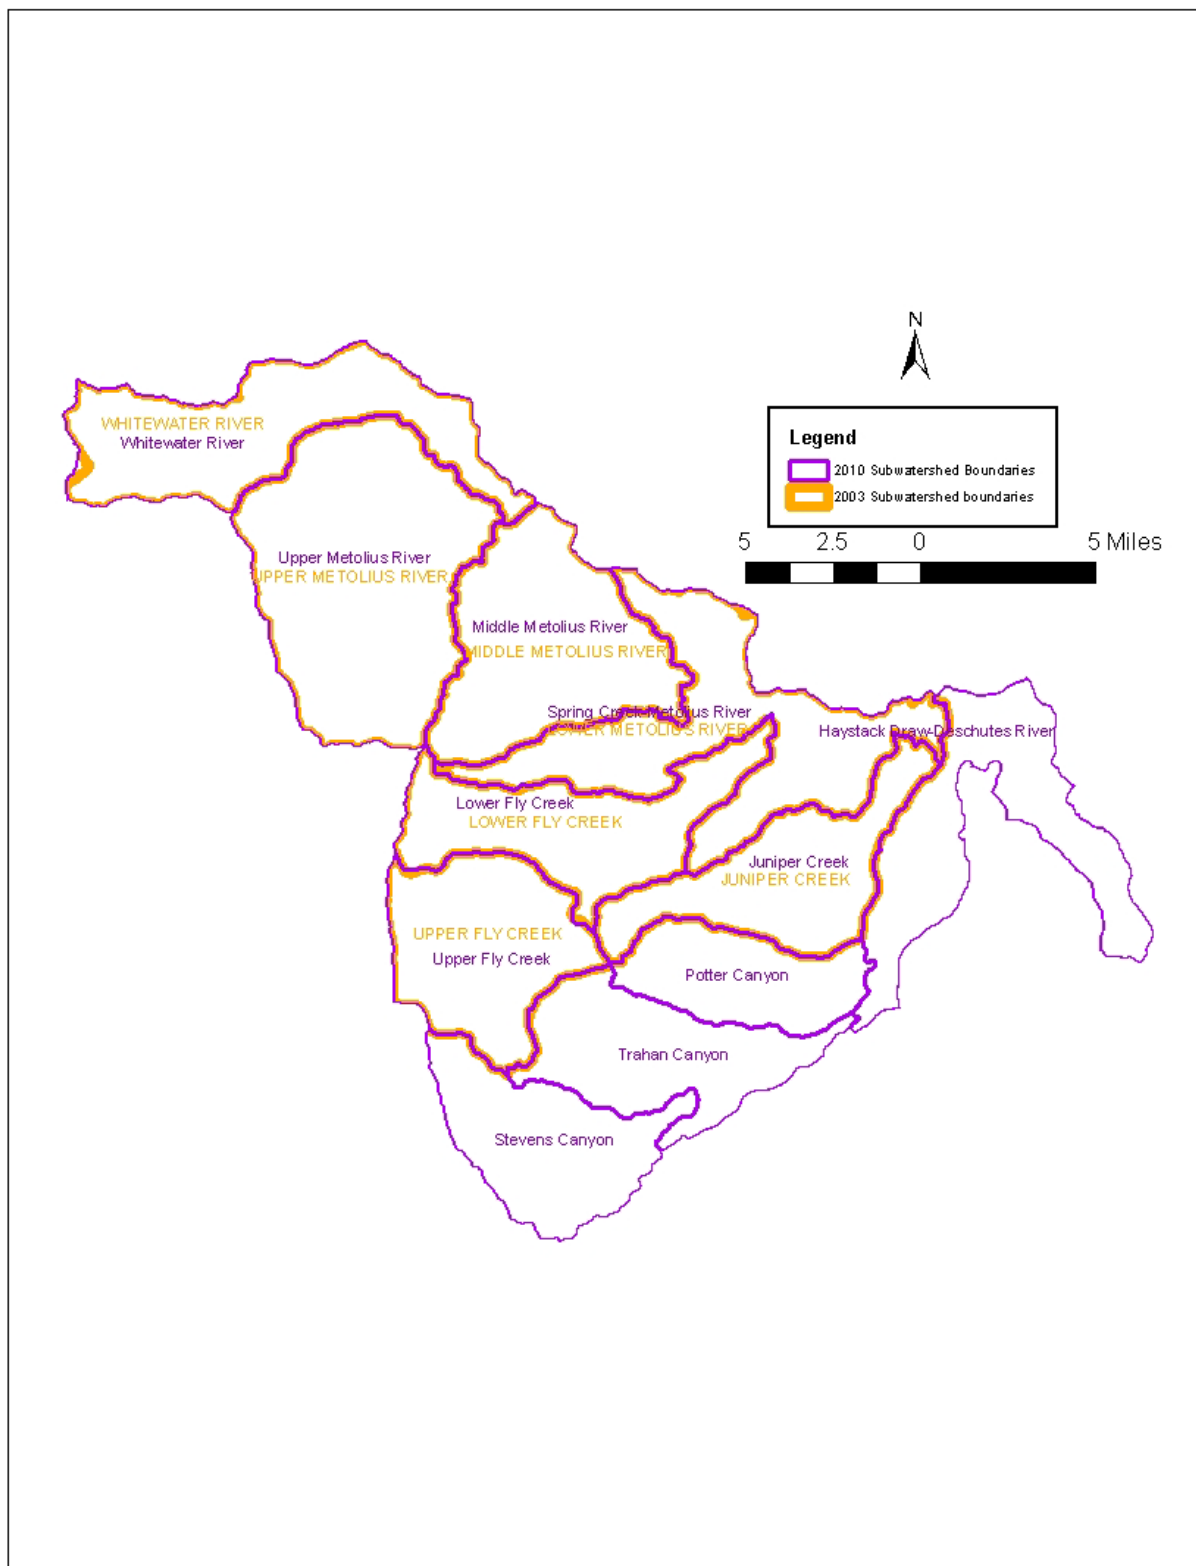 N
WHITEWATER RIVER
Whitewater River
Legend
2010 Subwatershed Boundaries
2003 Subwatershed boundaries
5 2.5 0 5 Miles
Upper Metolius River
UPPER METOLIUS RIVER
Middle Metolius River
MIDDLE METOLIUS RIVER
Spring Creek-Metolius River
LOWER METOLIUS RIVER
Haystack Draw-Deschutes River
Lower Fly Creek
LOWER FLY CREEK
Juniper Creek
JUNIPER CREEK
UPPER FLY CREEK
Upper Fly Creek
Potter Canyon
Trahan Canyon
Stevens Canyon